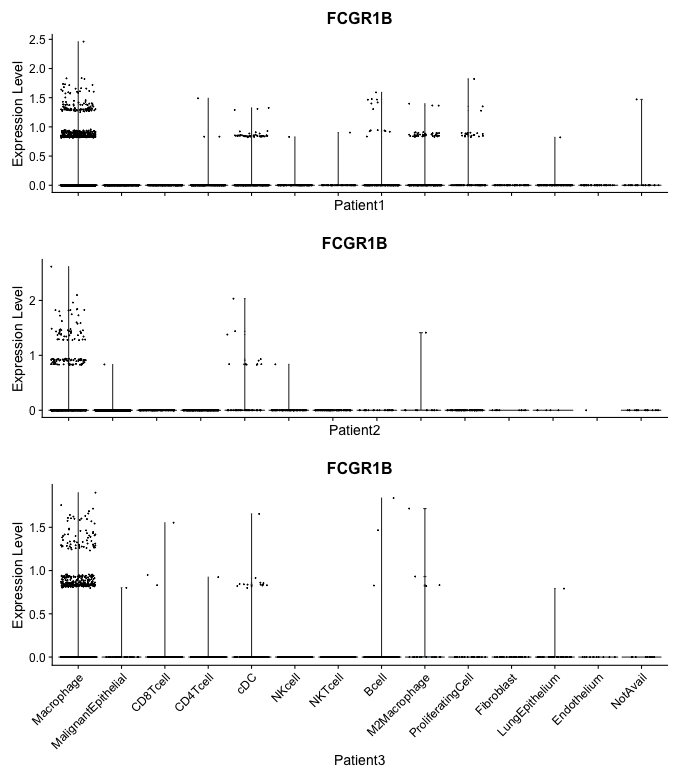 FCGR1B
Expression Level
2.5
2.0
1.5
1.0
0.5
0.0
Patient1
FCGR1B
Expression Level
2
1
0
Patient2
FCGR1B
Expression Level
1.5
1.0
0.5
0.0
Macrophage
MalignantEpithelial
CD8Tcell
CD4Tcell
cDC
NKcell
NKTcell
Bcell
M2Macrophage
ProliferatingCell
Fibroblast
LungEpithelium
Endothelium
NotAvail
Patient3